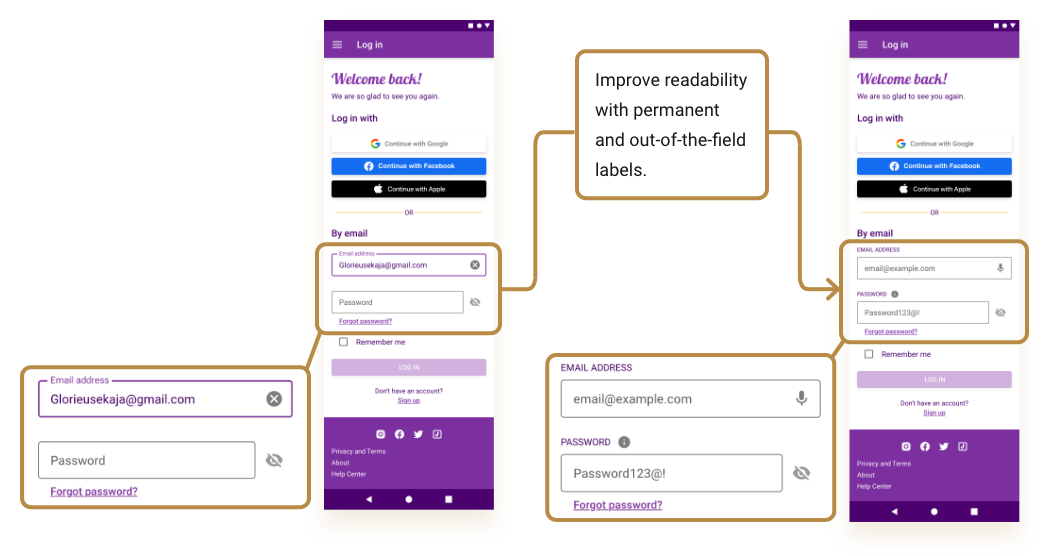 Log in
Welcome back!
We are so glad to see you again.
Log in with
Continue with Google
Continue with Facebook
Continue with Apple
OR
By email
Email address
Glorieusekaja@gmail.com
Password
Forgot password?
Remember me
LOG IN
Don't have an account?
Sign up
Privacy and Terms
About
Help Center
Email address
Glorieusekaja@gmail.com
Password
Forgot password?
Improve readability
with permanent
and out-of-the-field
labels.
Log in
Welcome back!
We are so glad to see you again.
Log in with
Continue with Google
Continue with Facebook
Continue with Apple
OR
By email
EMAIL ADDRESS
email@example.com
PASSWORD
Password123@!
Forgot password?
Remember me
LOG IN
Don't have an account?
Sign up
Privacy and Terms
About
Help Center
EMAIL ADDRESS
email@example.com
PASSWORD
Password123@!
Forgot password?